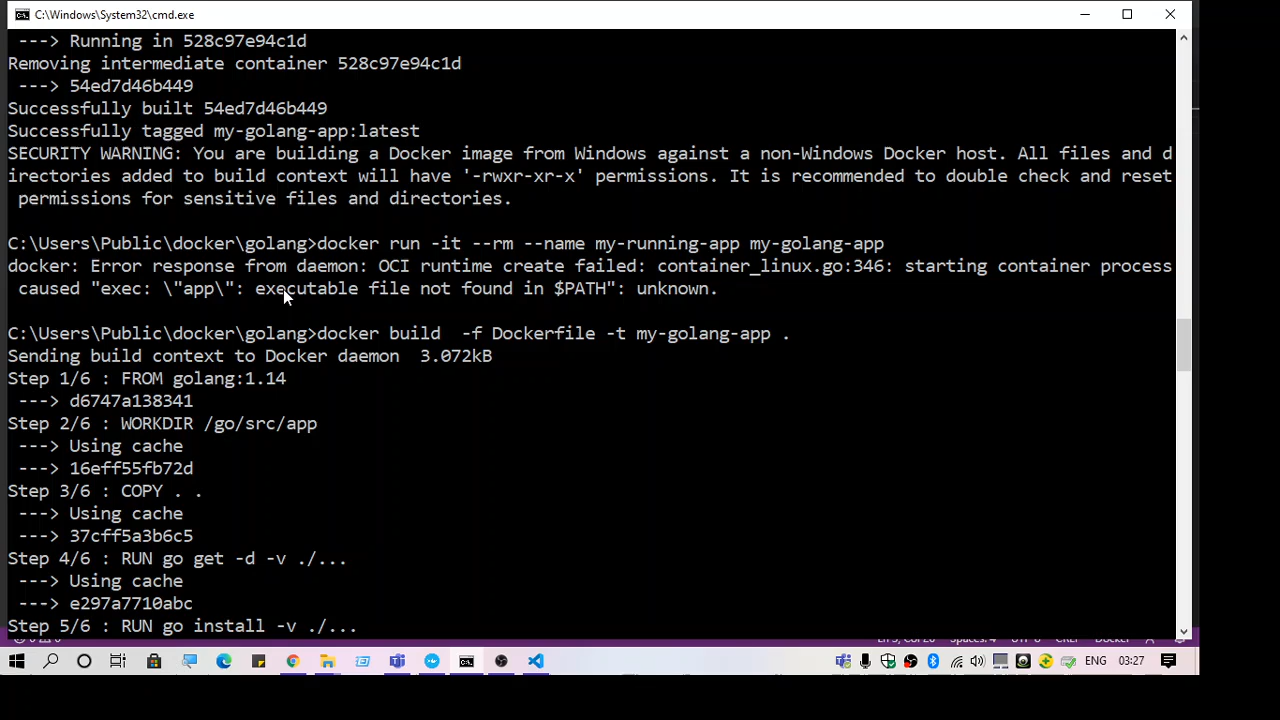 C:\Windows\System32\cmd.exe
---> Running in 528c97e94c1d
Removing intermediate container 528c97e94c1d
---> 54ed7d46b449
Successfully built 54ed7d46b449
Successfully tagged my-golang-app:latest
SECURITY WARNING: You are building a Docker image from Windows against a non-Windows Docker host. All files and d
irectories added to build context will have '-rwxr-xr-x' permissions. It is recommended to double check and reset
permissions for sensitive files and directories.
C:\Users\Public\docker\golang>docker run -it --rm --name my-running-app my-golang-app
docker: Error response from daemon: OCI runtime create failed: container_linux.go:346: starting container process
caused "exec: \"app\": executable file not found in $PATH": unknown.
C:\Users\Public\docker\golang>docker build  -f Dockerfile -t my-golang-app .
Sending build context to Docker daemon  3.072kB
Step 1/6 : FROM golang:1.14
---> d6747a138341
Step 2/6 : WORKDIR /go/src/app
---> Using cache
---> 16eff55fb72d
Step 3/6 : COPY . .
---> Using cache
---> 37cff5a3b6c5
Step 4/6 : RUN go get -d -v ./...
---> Using cache
---> e297a7710abc
Step 5/6 : RUN go install -v ./...
ENG
03:27